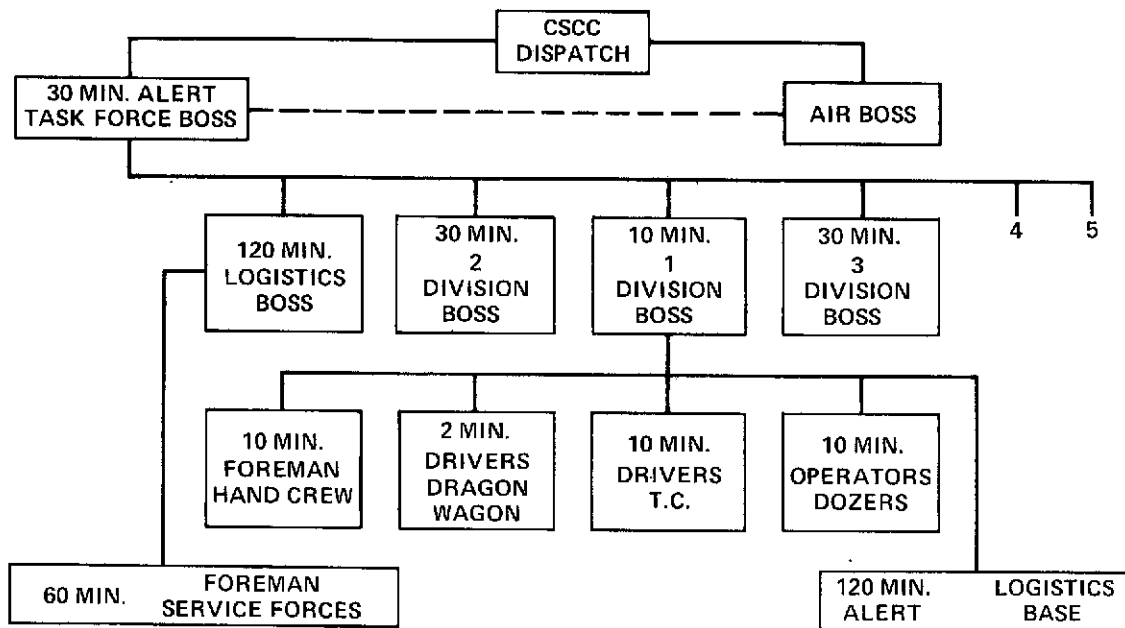 CSCC
DISPATCH
30 MIN. ALERT
TASK FORCE BOSS
AIR BOSS
120 MIN.
LOGISTICS
BOSS
30 MIN.
2
DIVISION
BOSS
10 MIN.
1
DIVISION
BOSS
30 MIN.
3
DIVISION
BOSS
4
5
10 MIN.
FOREMAN
HAND CREW
2 MIN.
DRIVERS
DRAGON
WAGON
10 MIN.
DRIVERS
T.C.
10 MIN.
OPERATORS
DOZERS
60 MIN.
FOREMAN
SERVICE FORCES
120 MIN.
ALERT
LOGISTICS
BASE